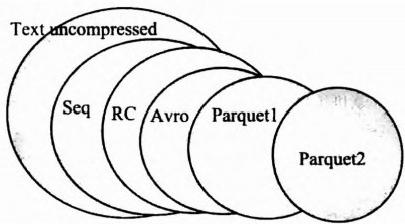 Text uncompressed
Seq
RC
Avro
Parquet1
Parquet2